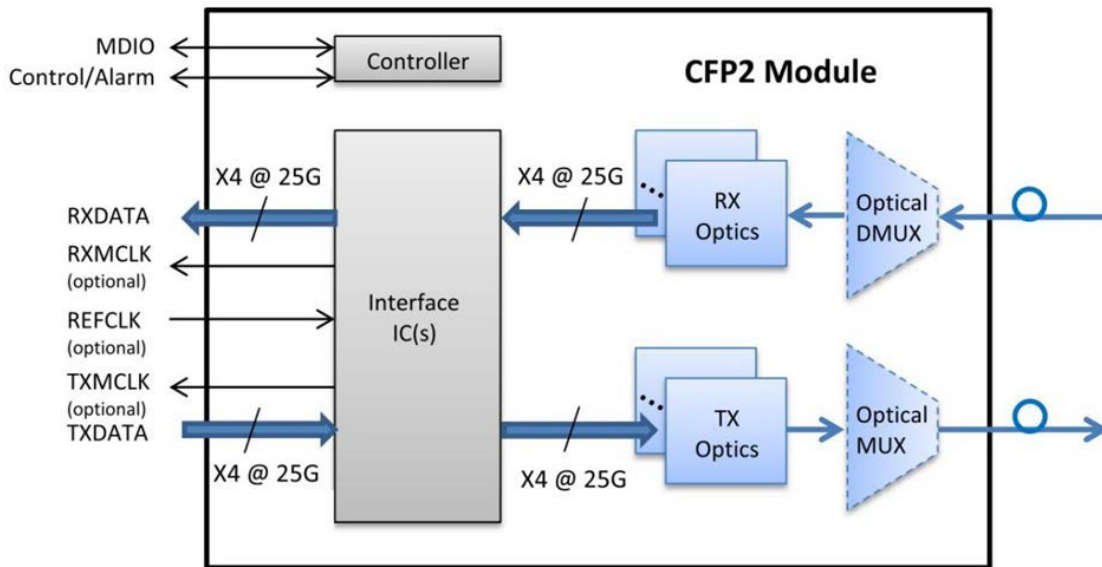 MDIO
Control/Alarm
Controller
CFP2 Module
X4 @ 25G
X4 @ 25G
RXDATA
RXMCLK
(optional)
REFCLK
(optional)
TXMCLK
(optional)
TXDATA
X4 @ 25G
X4 @ 25G
Interface
IC(s)
RX
Optics
Optical
DMUX
TX
Optics
Optical
MUX